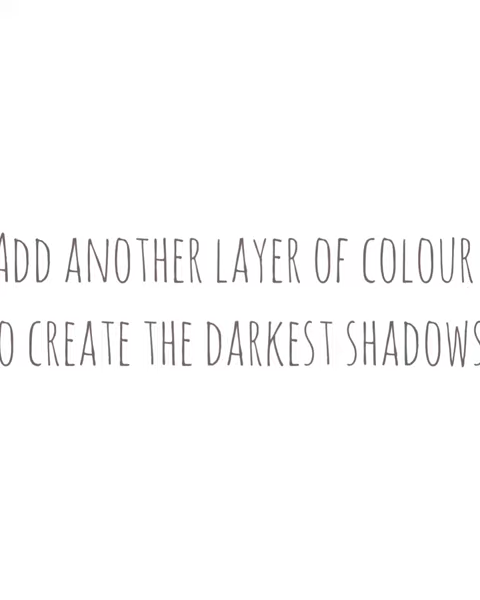 ADD ANOTHER LAYER OF COLOUR
O CREATE THE DARKEST SHADOWS